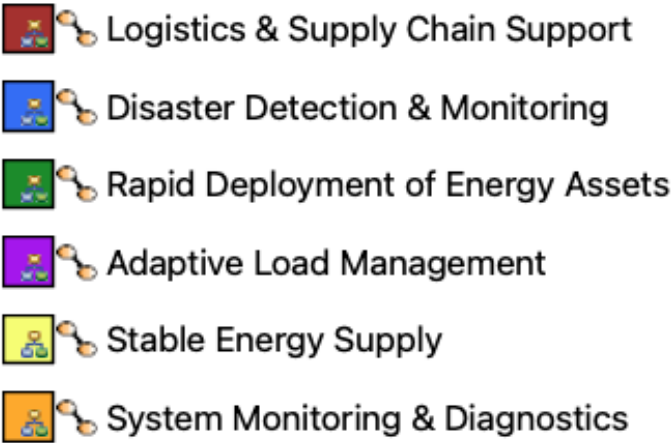 Logistics & Supply Chain Support
Disaster Detection & Monitoring
Rapid Deployment of Energy Assets
Adaptive Load Management
Stable Energy Supply
System Monitoring & Diagnostics